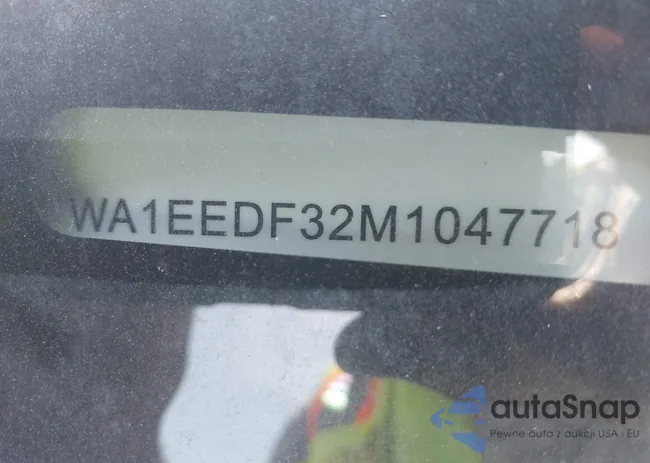 WA1EEDF32M1047718
autaSnap
Pewne auta z aukcji USA i EU